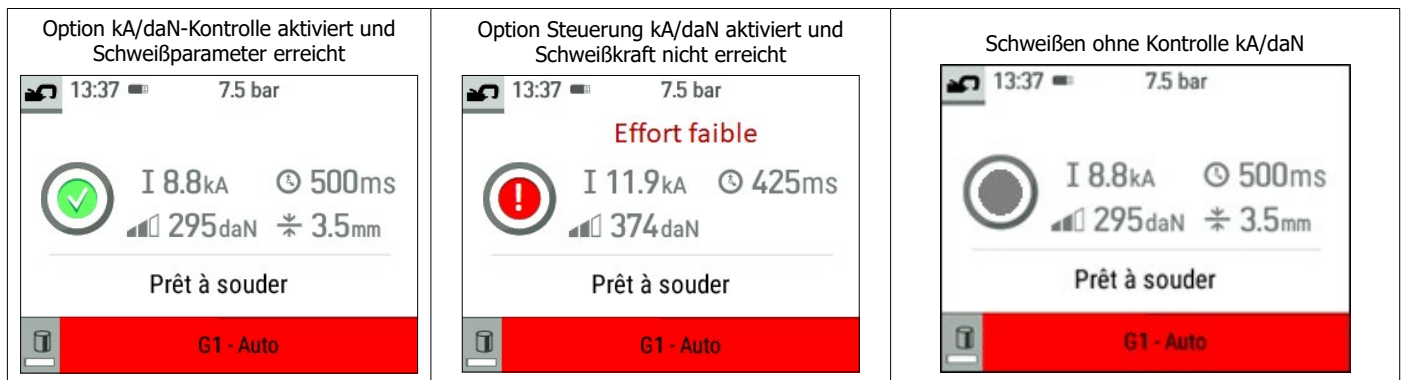 Option kA/daN-Kontrolle aktiviert und
Schweißparameter erreicht
13:37 7.5 bar
I 8.8kA 500ms
295daN 3.5mm
Prêt à souder
G1 - Auto
Option Steuerung kA/daN aktiviert und
Schweißkraft nicht erreicht
13:37 7.5 bar
Effort faible
I 11.9kA 425ms
374daN
Prêt à souder
G1 - Auto
Schweißen ohne Kontrolle kA/daN
13:37 7.5 bar
I 8.8kA 500ms
295daN 3.5mm
Prêt à souder
G1 - Auto